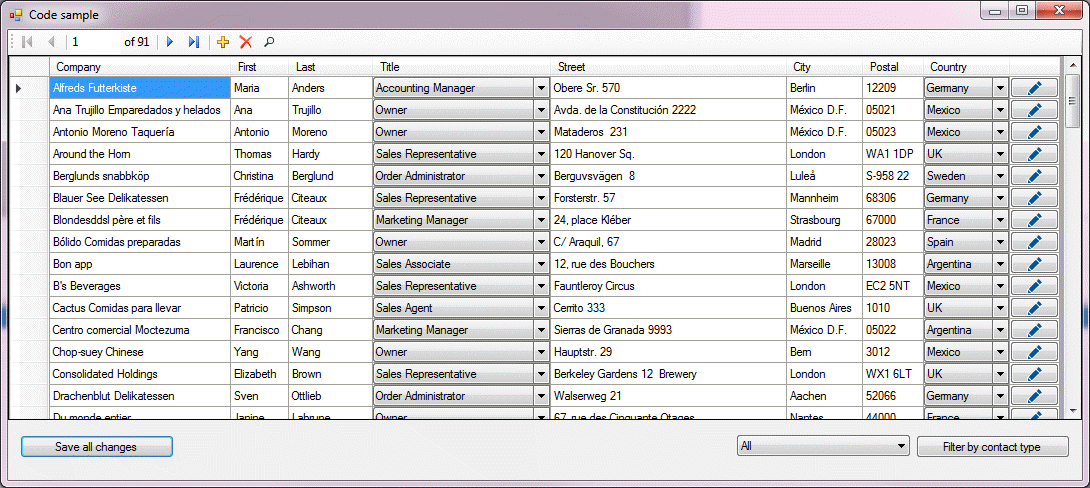 Code sample
1 of 91
Company First Last Title Street City Postal Country
Alfreds Futterkiste Maria Anders Accounting Manager Obere Sr. 570 Berlin 12209 Germany
Ana Trujillo Emparedados y helados Ana Trujillo Owner Avda. de la Constitución 2222 México D.F. 05021 Mexico
Antonio Moreno Taquería Antonio Moreno Owner Mataderos 231 México D.F. 05023 Mexico
Around the Horn Thomas Hardy Sales Representative 120 Hanover Sq. London WA1 1DP UK
Berglunds snabbköp Christina Berglund Order Administrator Berguvsvägen 8 Luleå S-958 22 Sweden
Blauer See Delikatessen Frédérique Citeaux Sales Representative Forsterstr. 57 Mannheim 68306 Germany
Blondesddsl père et fils Frédérique Citeaux Marketing Manager 24, place Kléber Strasbourg 67000 France
Bólido Comidas preparadas Martín Sommer Owner C/ Araquil, 67 Madrid 28023 Spain
Bon app Laurence Lebihan Sales Associate 12, rue des Bouchers Marseille 13008 Argentina
B's Beverages Victoria Ashworth Sales Representative Fauntleroy Circus London EC2 5NT Mexico
Cactus Comidas para llevar Patricio Simpson Sales Agent Cerrito 333 Buenos Aires 1010 UK
Centro comercial Moctezuma Francisco Chang Marketing Manager Sierras de Granada 9993 México D.F. 05022 Argentina
Chop-suey Chinese Yang Wang Owner Hauptstr. 29 Bern 3012 Mexico
Consolidated Holdings Elizabeth Brown Sales Representative Berkeley Gardens 12 Brewery London WX1 6LT UK
Drachenblut Delikatessen Sven Ottlieb Order Administrator Walserweg 21 Aachen 52066 Germany
Du monde entier Janine Labrune Owner 67, rue des Cinquante Otages Nantes 44000 France
Save all changes All Filter by contact type